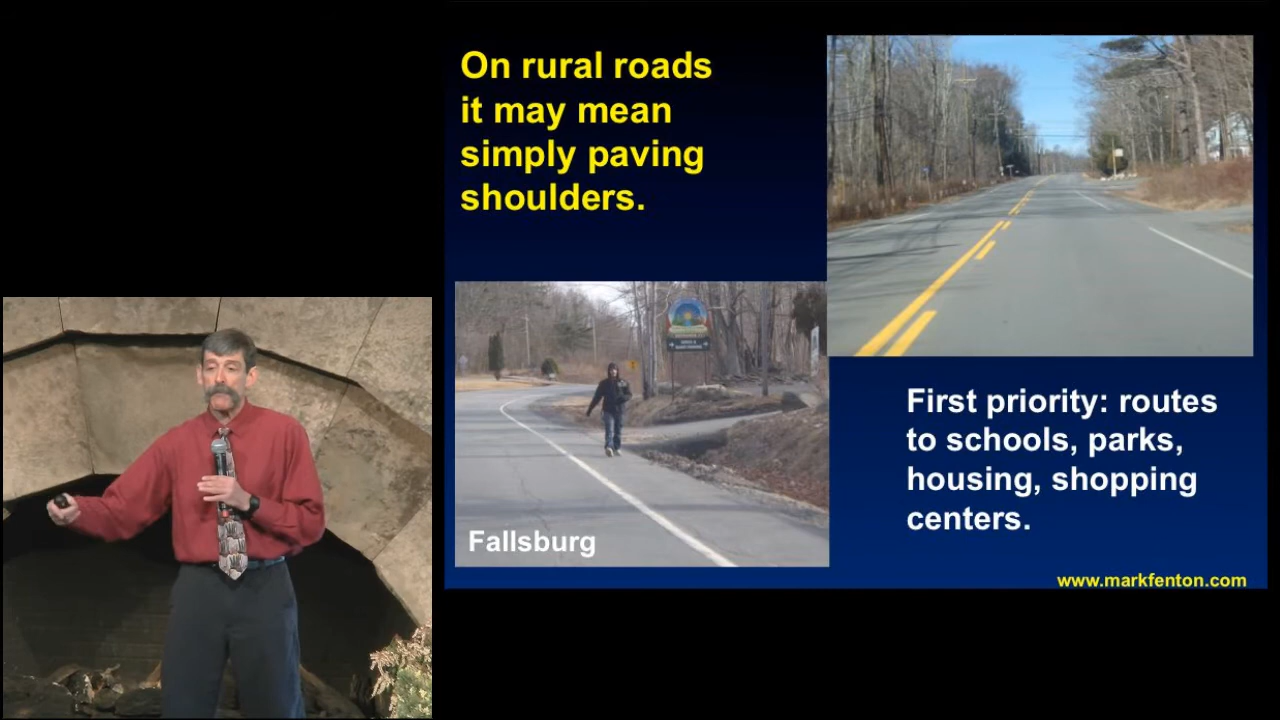 On rural roads
it may mean
simply paving
shoulders.
Fallsburg
First priority: routes
to schools, parks,
housing, shopping
centers.
www.markfenton.com